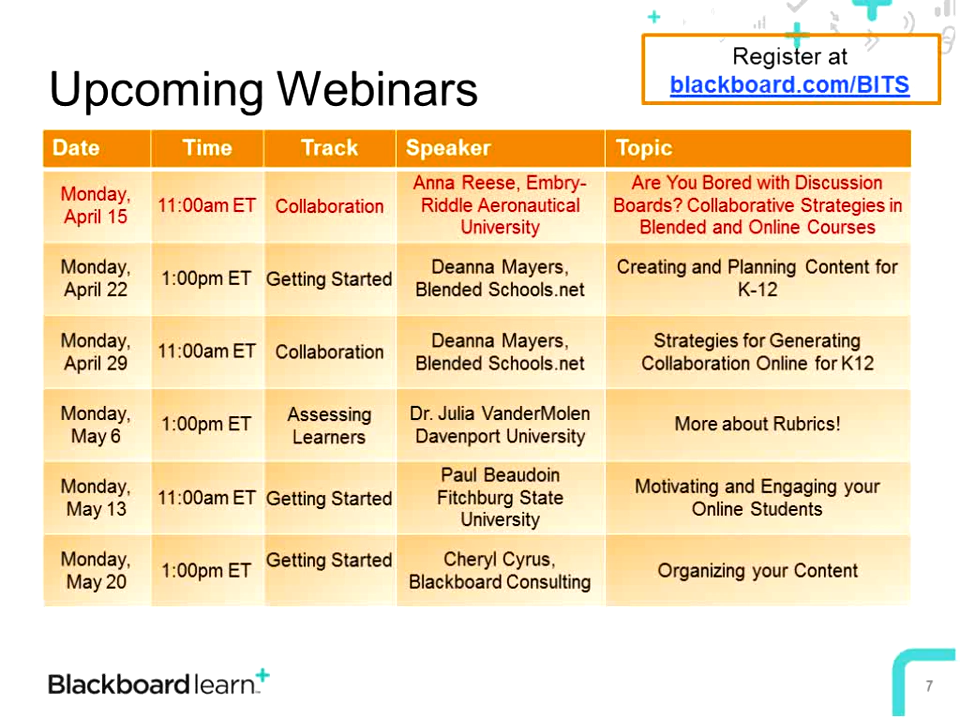 Register at
blackboard.com/BITS
Upcoming Webinars
Date Time Track Speaker Topic
Monday, April 15 11:00am ET Collaboration Anna Reese, Embry-Riddle Aeronautical University Are You Bored with Discussion Boards? Collaborative Strategies in Blended and Online Courses
Monday, April 22 1:00pm ET Getting Started Deanna Mayers, Blended Schools.net Creating and Planning Content for K-12
Monday, April 29 11:00am ET Collaboration Deanna Mayers, Blended Schools.net Strategies for Generating Collaboration Online for K12
Monday, May 6 1:00pm ET Assessing Learners Dr. Julia VanderMolen Davenport University More about Rubrics!
Monday, May 13 11:00am ET Getting Started Paul Beaudoin Fitchburg State University Motivating and Engaging your Online Students
Monday, May 20 1:00pm ET Getting Started Cheryl Cyrus, Blackboard Consulting Organizing your Content
Blackboard learn
7